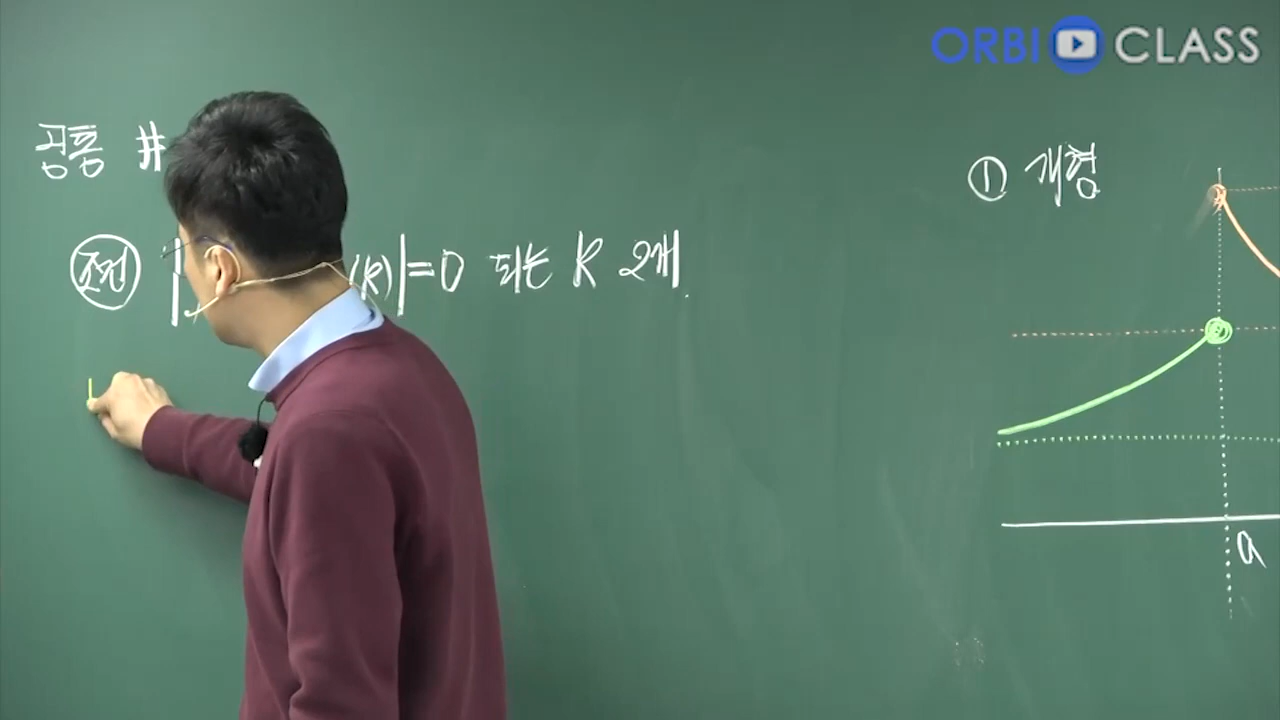 ORBI CLASS
공통 #
조건 | (k)|=0 되는 k 2개.
① 개형
a